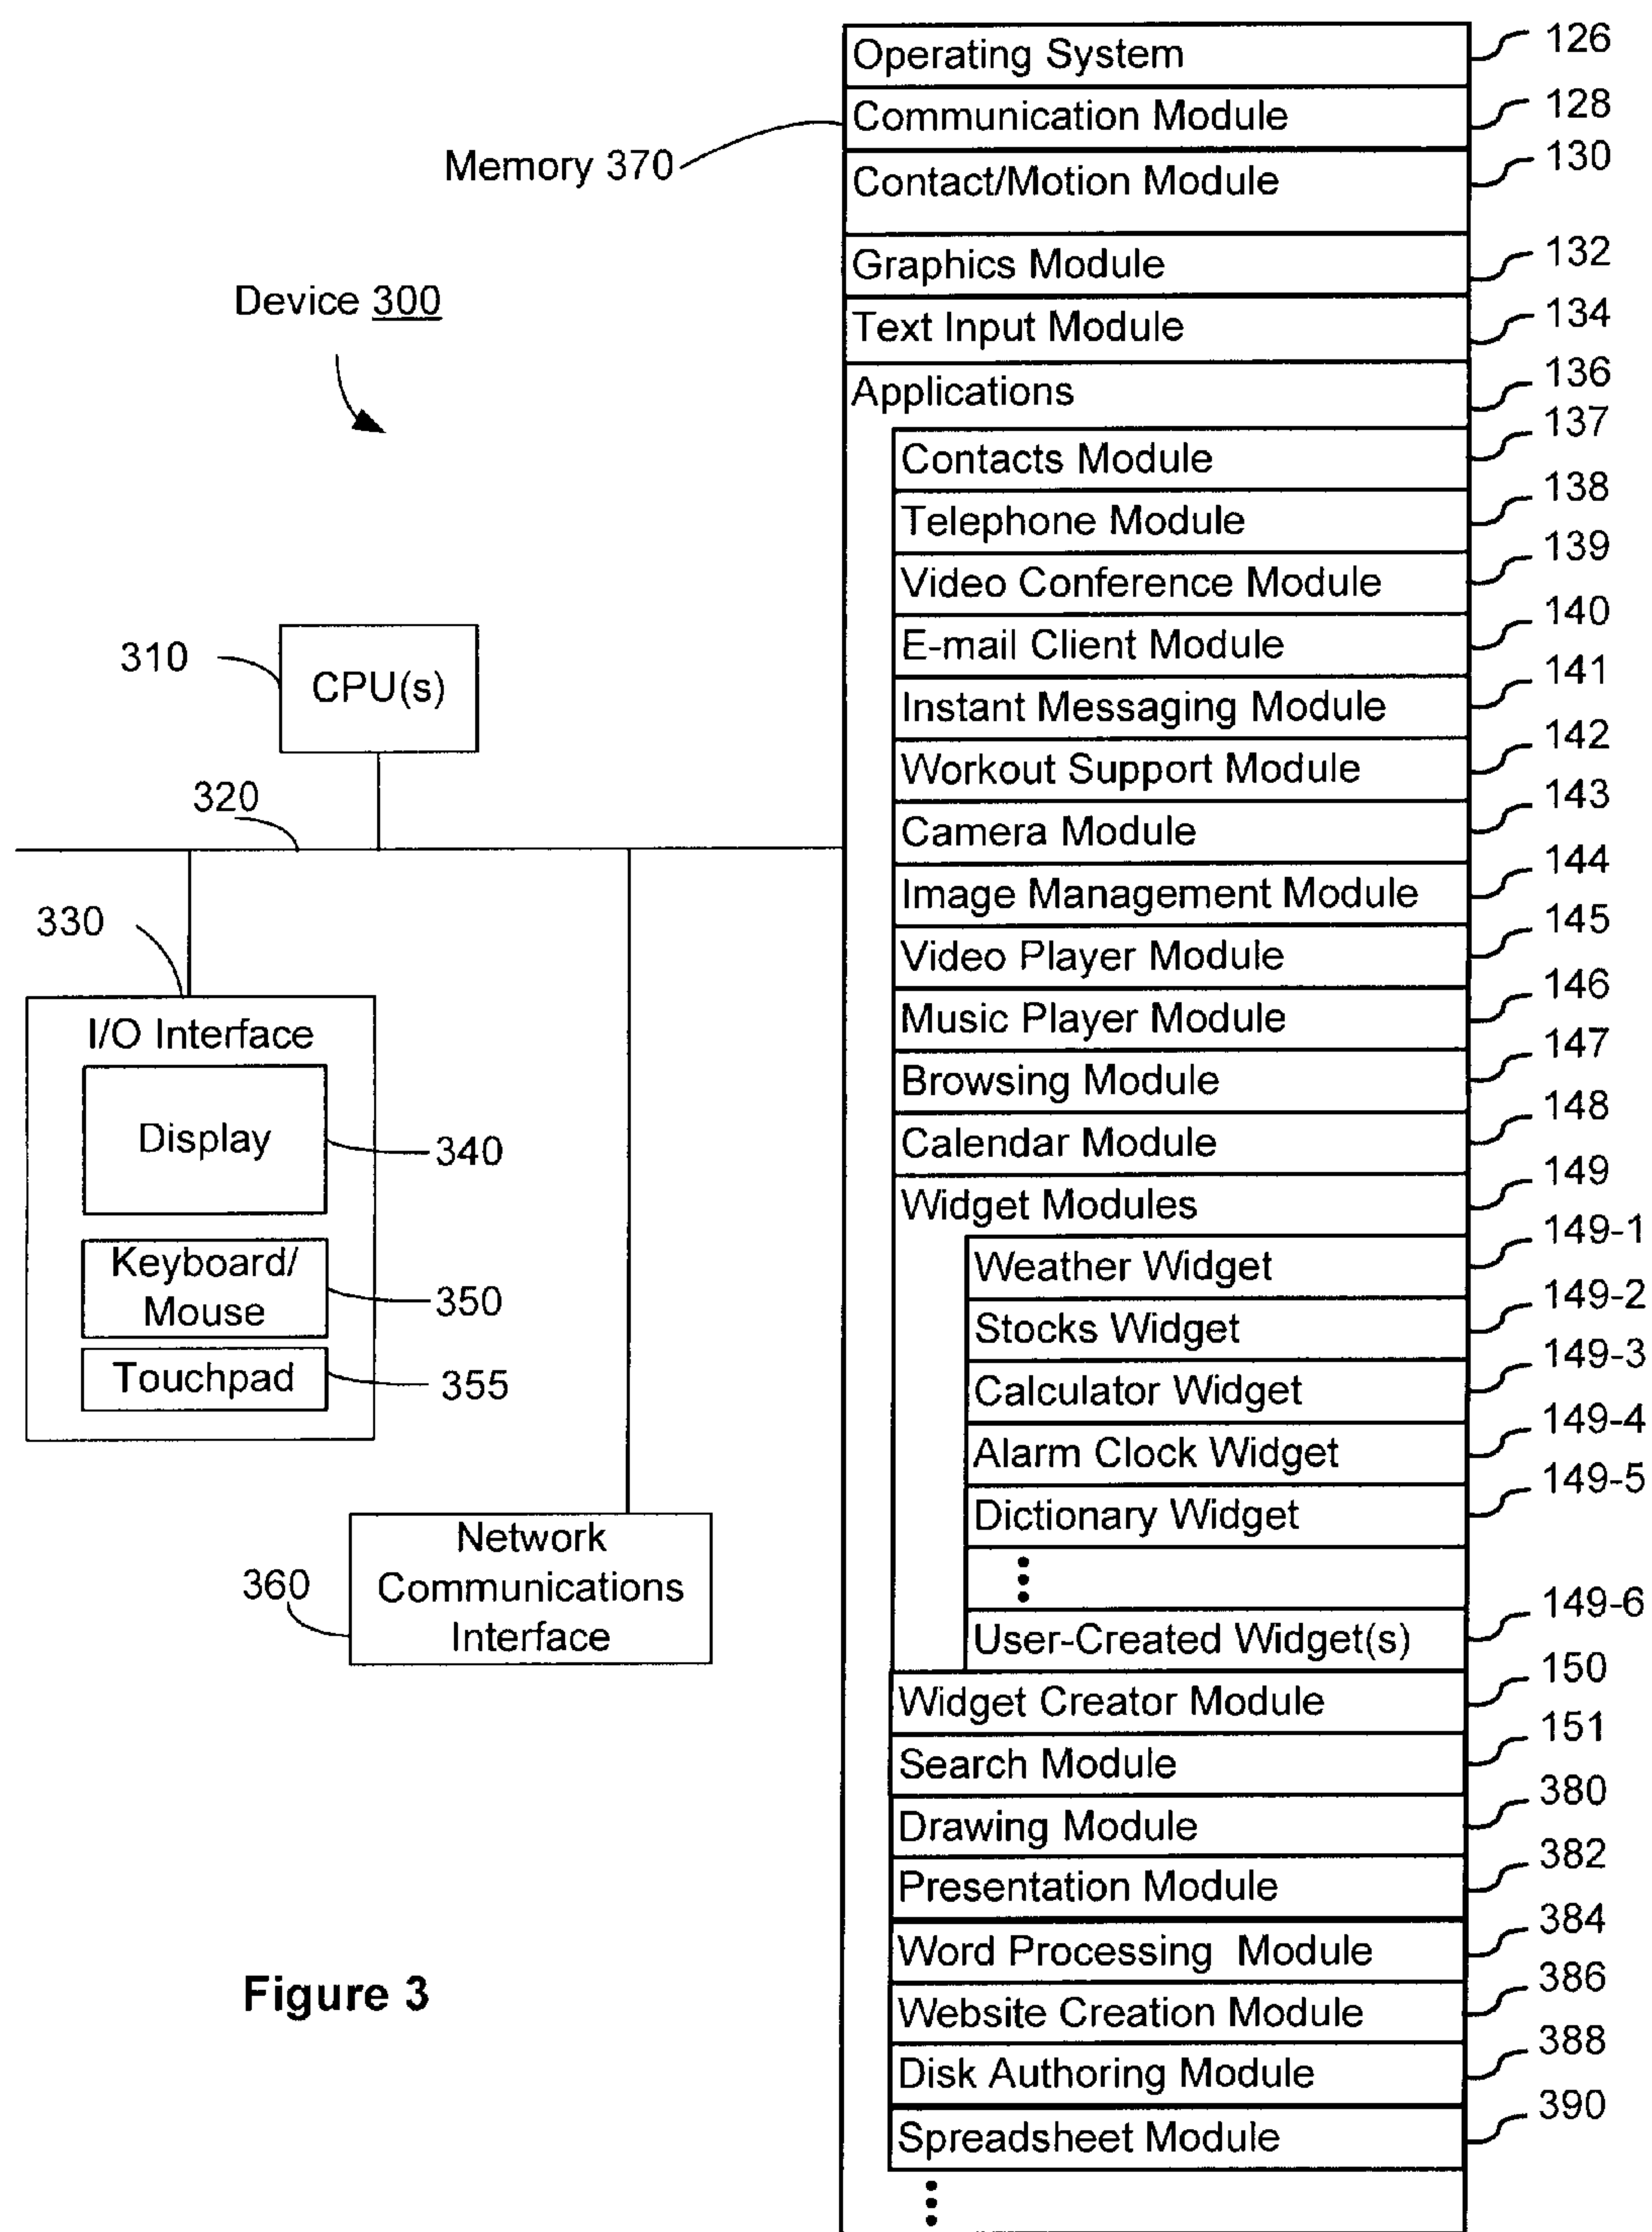 Operating System 126
Communication Module 128
Memory 370
Contact/Motion Module 130
Graphics Module 132
Device 300
Text Input Module 134
Applications 136
Contacts Module 137
Telephone Module 138
Video Conference Module 139
E-mail Client Module 140
Instant Messaging Module 141
Workout Support Module 142
Camera Module 143
Image Management Module 144
Video Player Module 145
Music Player Module 146
Browsing Module 147
Calendar Module 148
Widget Modules 149
Weather Widget 149-1
Stocks Widget 149-2
Calculator Widget 149-3
Alarm Clock Widget 149-4
Dictionary Widget 149-5
User-Created Widget(s) 149-6
Widget Creator Module 150
Search Module 151
Drawing Module 380
Presentation Module 382
Word Processing Module 384
Website Creation Module 386
Disk Authoring Module 388
Spreadsheet Module 390
310
CPU(s)
320
330
I/O Interface
Display
340
Keyboard/
Mouse
350
Touchpad
355
Network
Communications
Interface
360
Figure 3